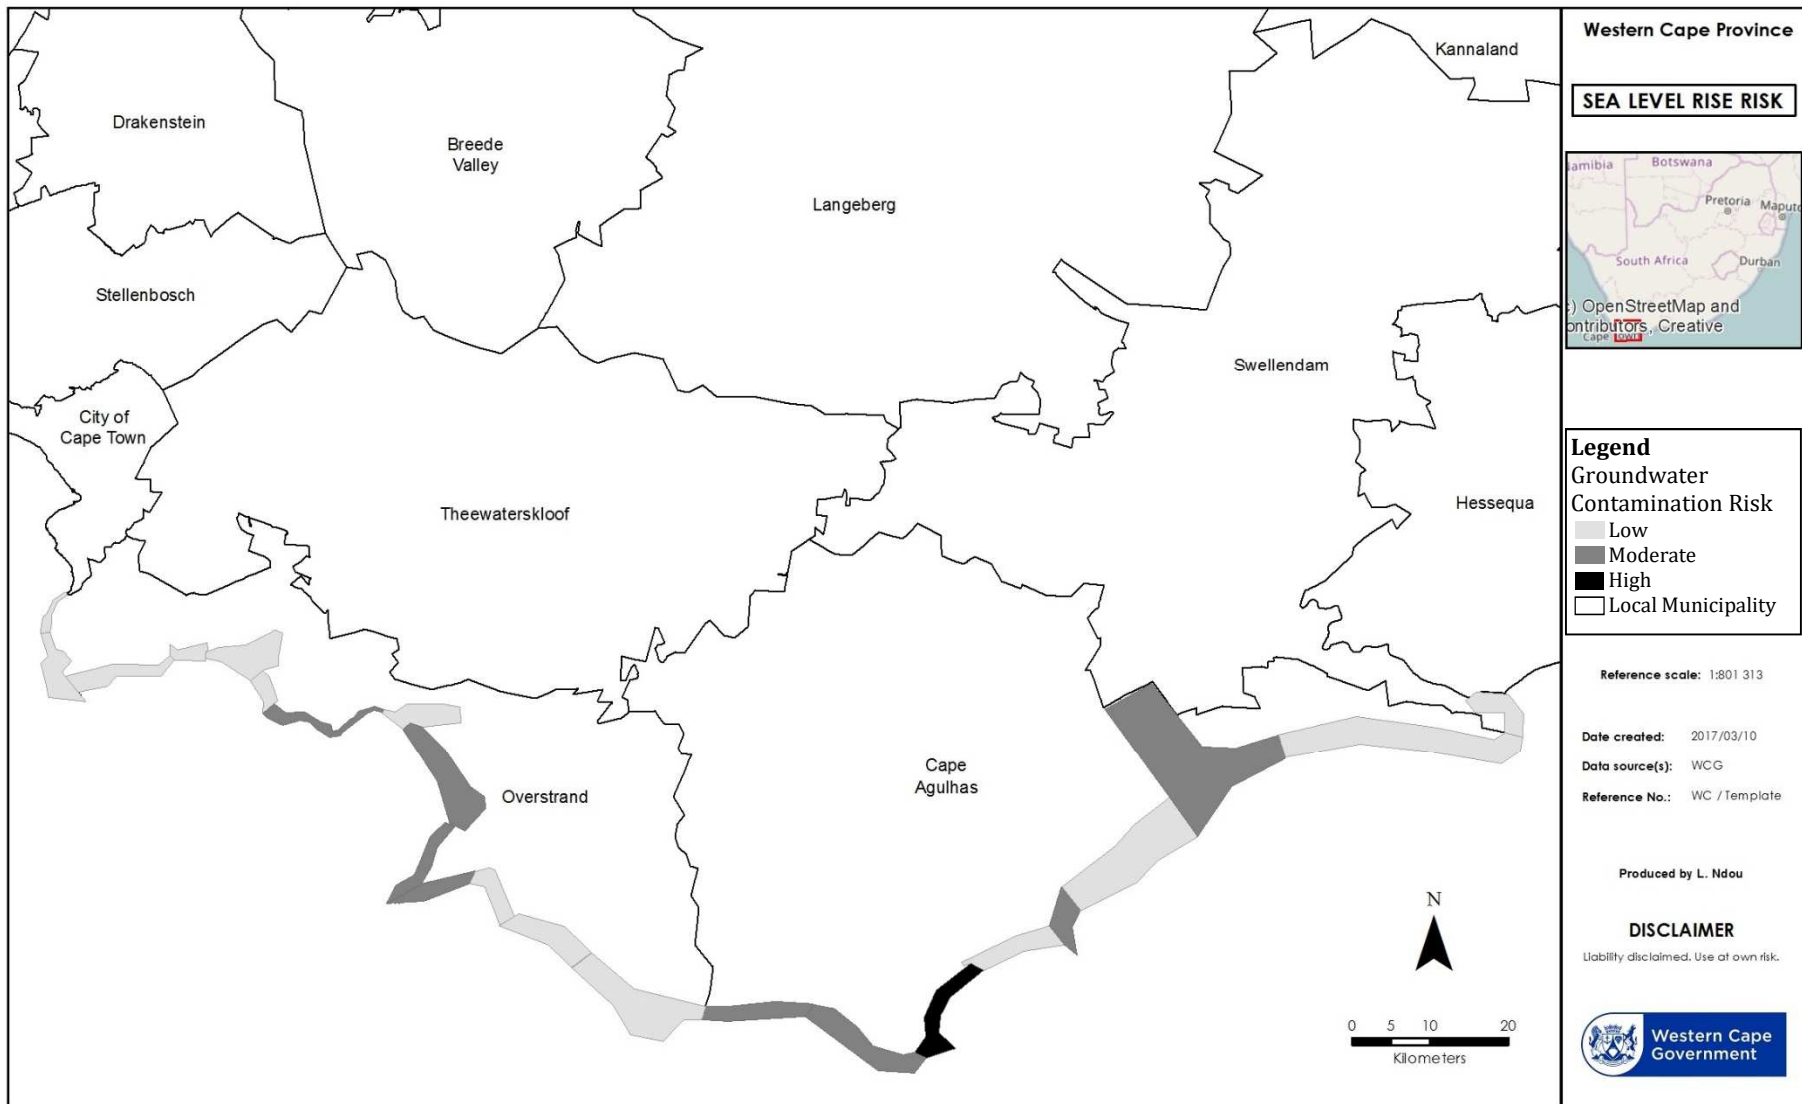 Drakenstein
Breede
Valley
Langeberg
Kannaland
Stellenbosch
City of
Cape Town
Theewaterskloof
Swellendam
Hessequa
Overstrand
Cape
Agulhas
N
0 5 10 20
Kilometers
Western Cape Province
SEA LEVEL RISE RISK
Botswana
Pretoria
South Africa
Durban
) OpenStreetMap and
, Creative
Cape
Legend
Groundwater
Contamination Risk
Low
Moderate
High
Local Municipality
Reference scale: 1:801 313
Date created: 2017/03/10
Data source(s): WCG
Reference No.: WC / Template
Produced by L. Ndou
DISCLAIMER
Liability disclaimed. Use at own risk.
Western Cape
Government